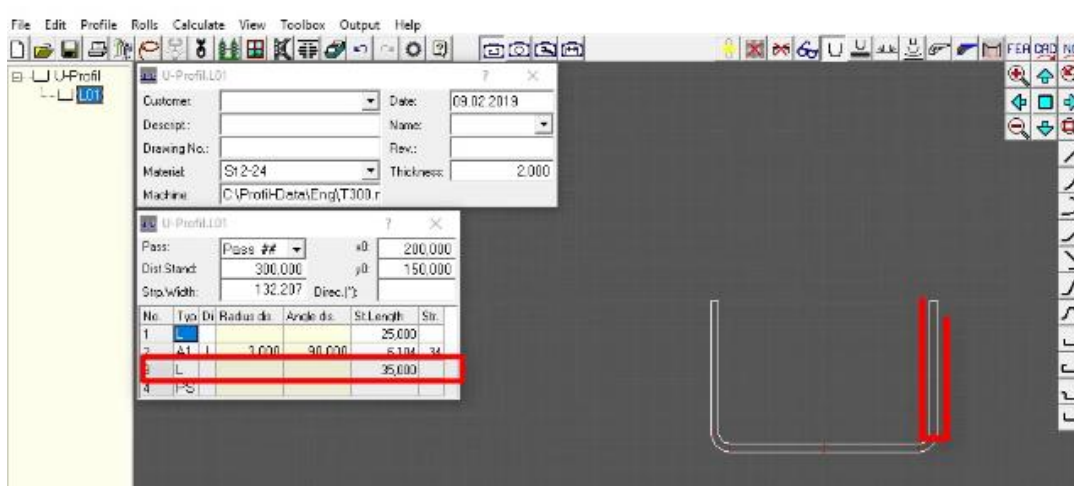 File Edit Profile Rolls Calculate View Toolbox Output Help
FEA CAD
U-Profil
L01
U-Profil.L01 ? ×
Customer: Date: 09.02.2019
Descript.: Name:
Drawing No.: Rev.:
Material: St 2-24 Thickness: 2.000
Machine: C:\Profil-Data\Eng\T300.r
U-Profil.L01 ? ×
Pass: Pass ## x0: 200,000
Dist.Stand: 300.000 y0: 150,000
Strp.Width: 132.207 Direc.(°):
No. Typ Di Radius dis. Angle dis. St.Length Str.
1 L 25,000
2 A1 3.000 90.000 6,104 34
3 L 35,000
4 PS